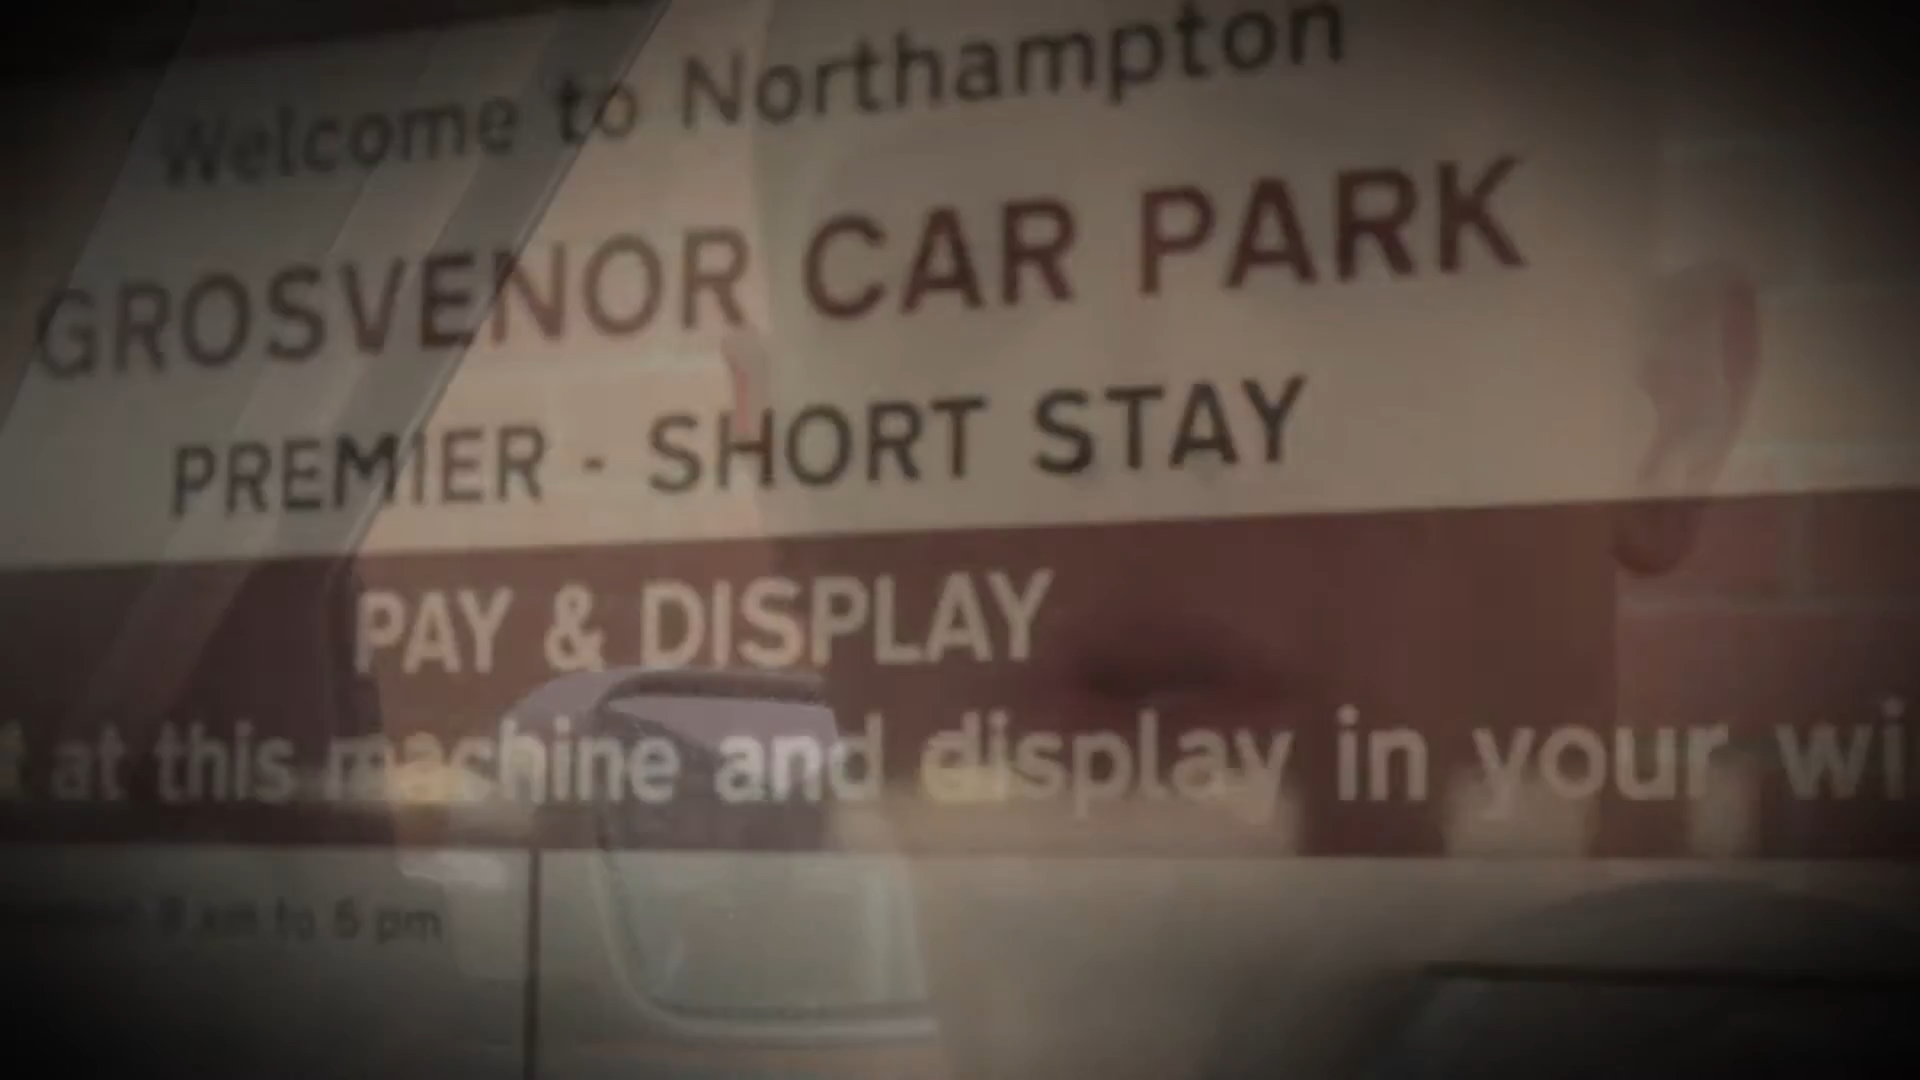 Welcome to Northampton
GROSVENOR CAR PARK
PREMIER - SHORT STAY
PAY & DISPLAY
at this machine and display in your
am to 6 pm